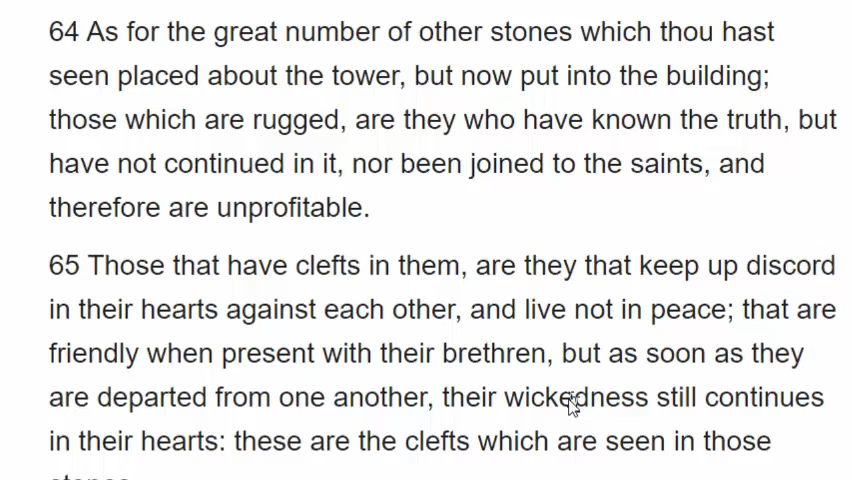 64 As for the great number of other stones which thou hast
seen placed about the tower, but now put into the building;
those which are rugged, are they who have known the truth, but
have not continued in it, nor been joined to the saints, and
therefore are unprofitable.
65 Those that have clefts in them, are they that keep up discord
in their hearts against each other, and live not in peace; that are
friendly when present with their brethren, but as soon as they
are departed from one another, their wickedness still continues
in their hearts: these are the clefts which are seen in those